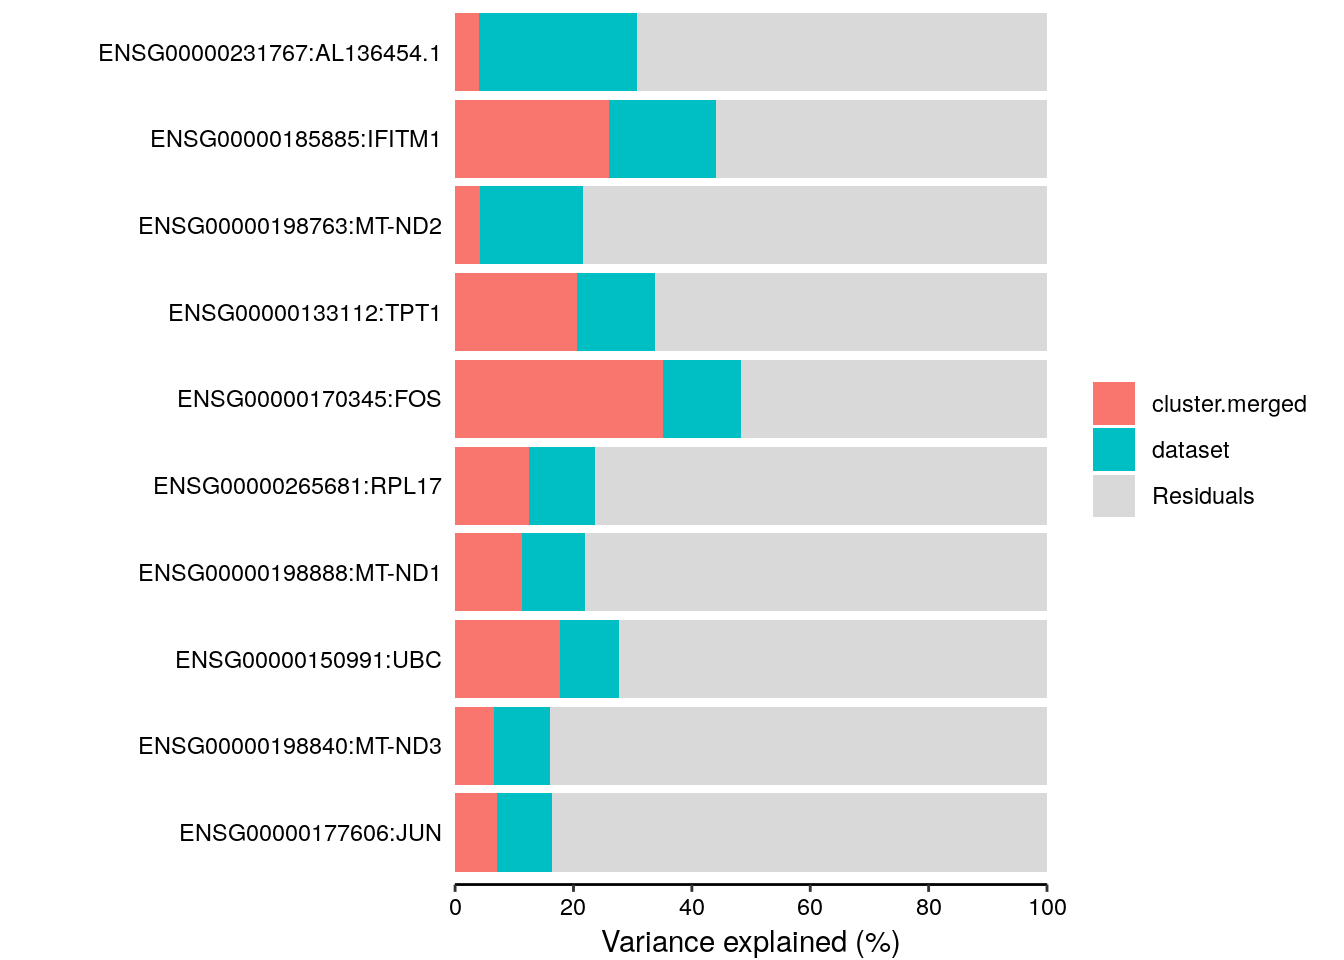 ENSG00000231767:AL136454.1
ENSG00000185885:IFITM1
ENSG00000198763:MT-ND2
ENSG00000133112:TPT1
ENSG00000170345:FOS
ENSG00000265681:RPL17
ENSG00000198888:MT-ND1
ENSG00000150991:UBC
ENSG00000198840:MT-ND3
ENSG00000177606:JUN
0 20 40 60 80 100
Variance explained (%)
cluster.merged
dataset
Residuals